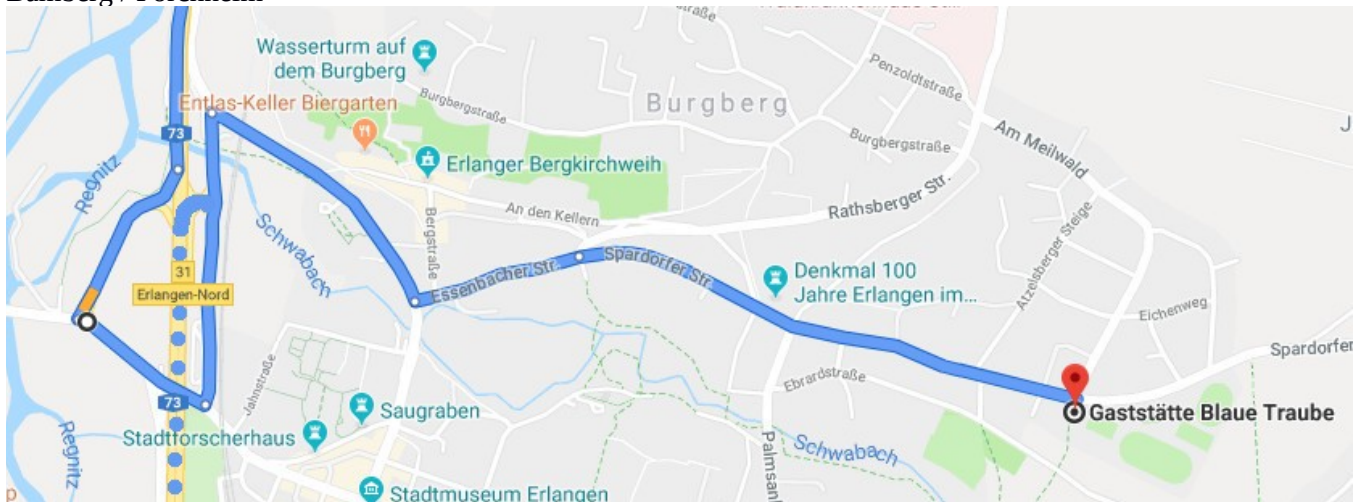 Wasserturm auf
dem Burgberg
Penzoldtstraße
Entlas-Keller Biergarten
Burgbergstraße
Burgberg
73
Am Meilwald
Burgbergstraße
Erlanger Bergkirchweih
Regnitz
Rathsberger Str.
An den Kellern
Bergstraße
Schwabach
Atzelsberger Steige
Essenbacher Str.
Spardorfer Str
31
Erlangen-Nord
Denkmal 100
Jahre Erlangen im...
Eichenweg
Spardorfer
Jahnstraße
Ebrardstraße
73
Saugraben
Gaststätte Blaue Traube
Stadtforscherhaus
Regnitz
Schwabach
Palmsan
Stadtmuseum Erlangen